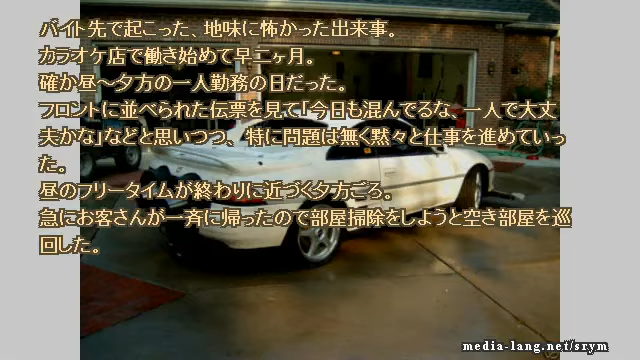 バイト先で起こった、地味に怖かった出来事。
カラオケ店で働き始めて早二ヶ月。
確か昼〜夕方の一人勤務の日だった。
フロントに並べられた伝票を見て「今日も混んでるな、一人で大丈
夫かな」などと思いつつ、特に問題は無く黙々と仕事を進めていっ
た。
昼のフリータイムが終わりに近づく夕方ごろ。
急にお客さんが一斉に帰ったので部屋掃除をしようと空き部屋を巡
回した。
media-lang.net/srym